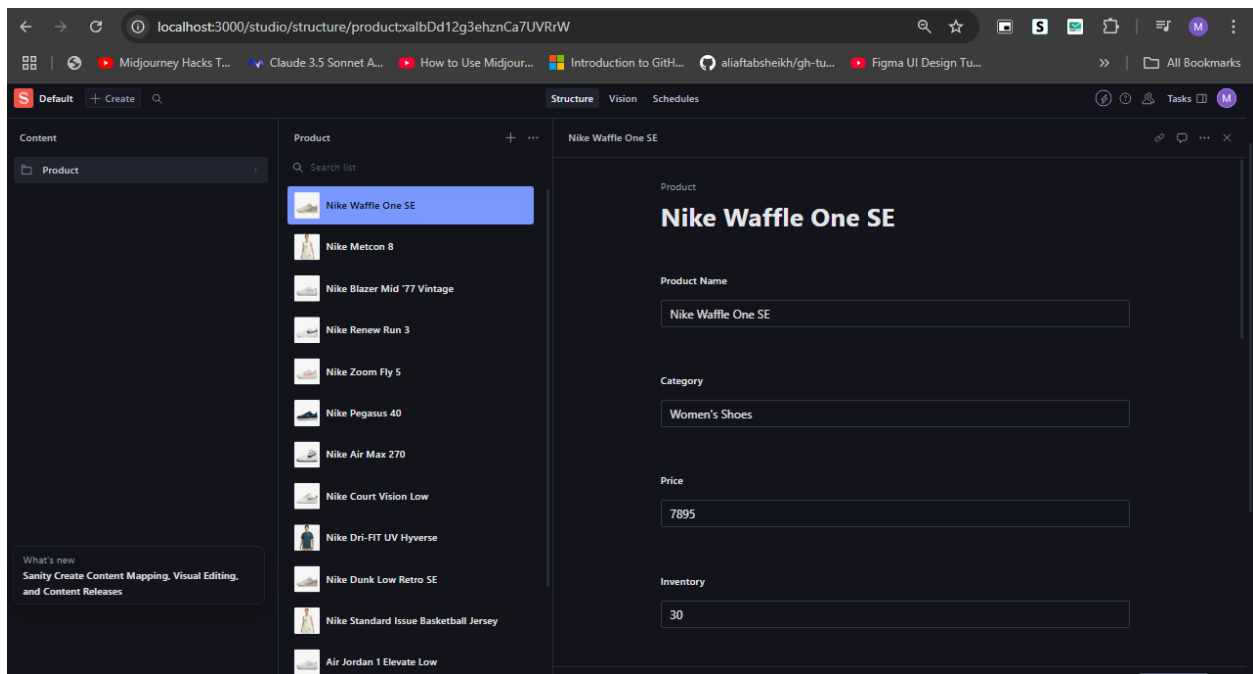 localhost:3000/studio/structure/product;xalbDd12g3ehznCa7UVRrW
S
M
Midjourney Hacks T...
Claude 3.5 Sonnet A...
How to Use Midjour...
Introduction to GitH...
aliaftabsheikh/gh-tu...
Figma UI Design Tu...
»
All Bookmarks
S
Default
+ Create
Structure
Vision
Schedules
Tasks
M
Content
Product
What's new
Sanity Create Content Mapping, Visual Editing,
and Content Releases
Product
Search list
Nike Waffle One SE
Nike Metcon 8
Nike Blazer Mid '77 Vintage
Nike Renew Run 3
Nike Zoom Fly 5
Nike Pegasus 40
Nike Air Max 270
Nike Court Vision Low
Nike Dri-FIT UV Hyverse
Nike Dunk Low Retro SE
Nike Standard Issue Basketball Jersey
Air Jordan 1 Elevate Low
Nike Waffle One SE
Product
Nike Waffle One SE
Product Name
Nike Waffle One SE
Category
Women's Shoes
Price
7895
Inventory
30